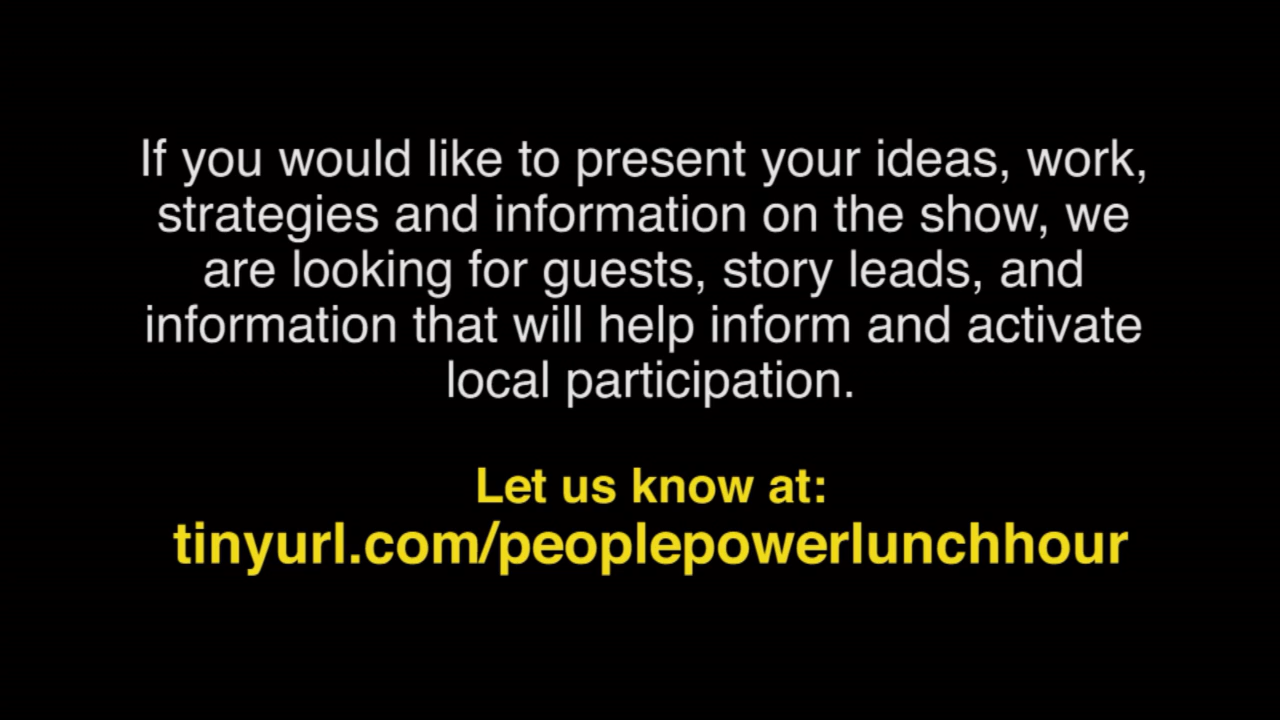 If you would like to present your ideas, work,
strategies and information on the show, we
are looking for guests, story leads, and
information that will help inform and activate
local participation.
Let us know at:
tinyurl.com/peoplepowerlunchhour